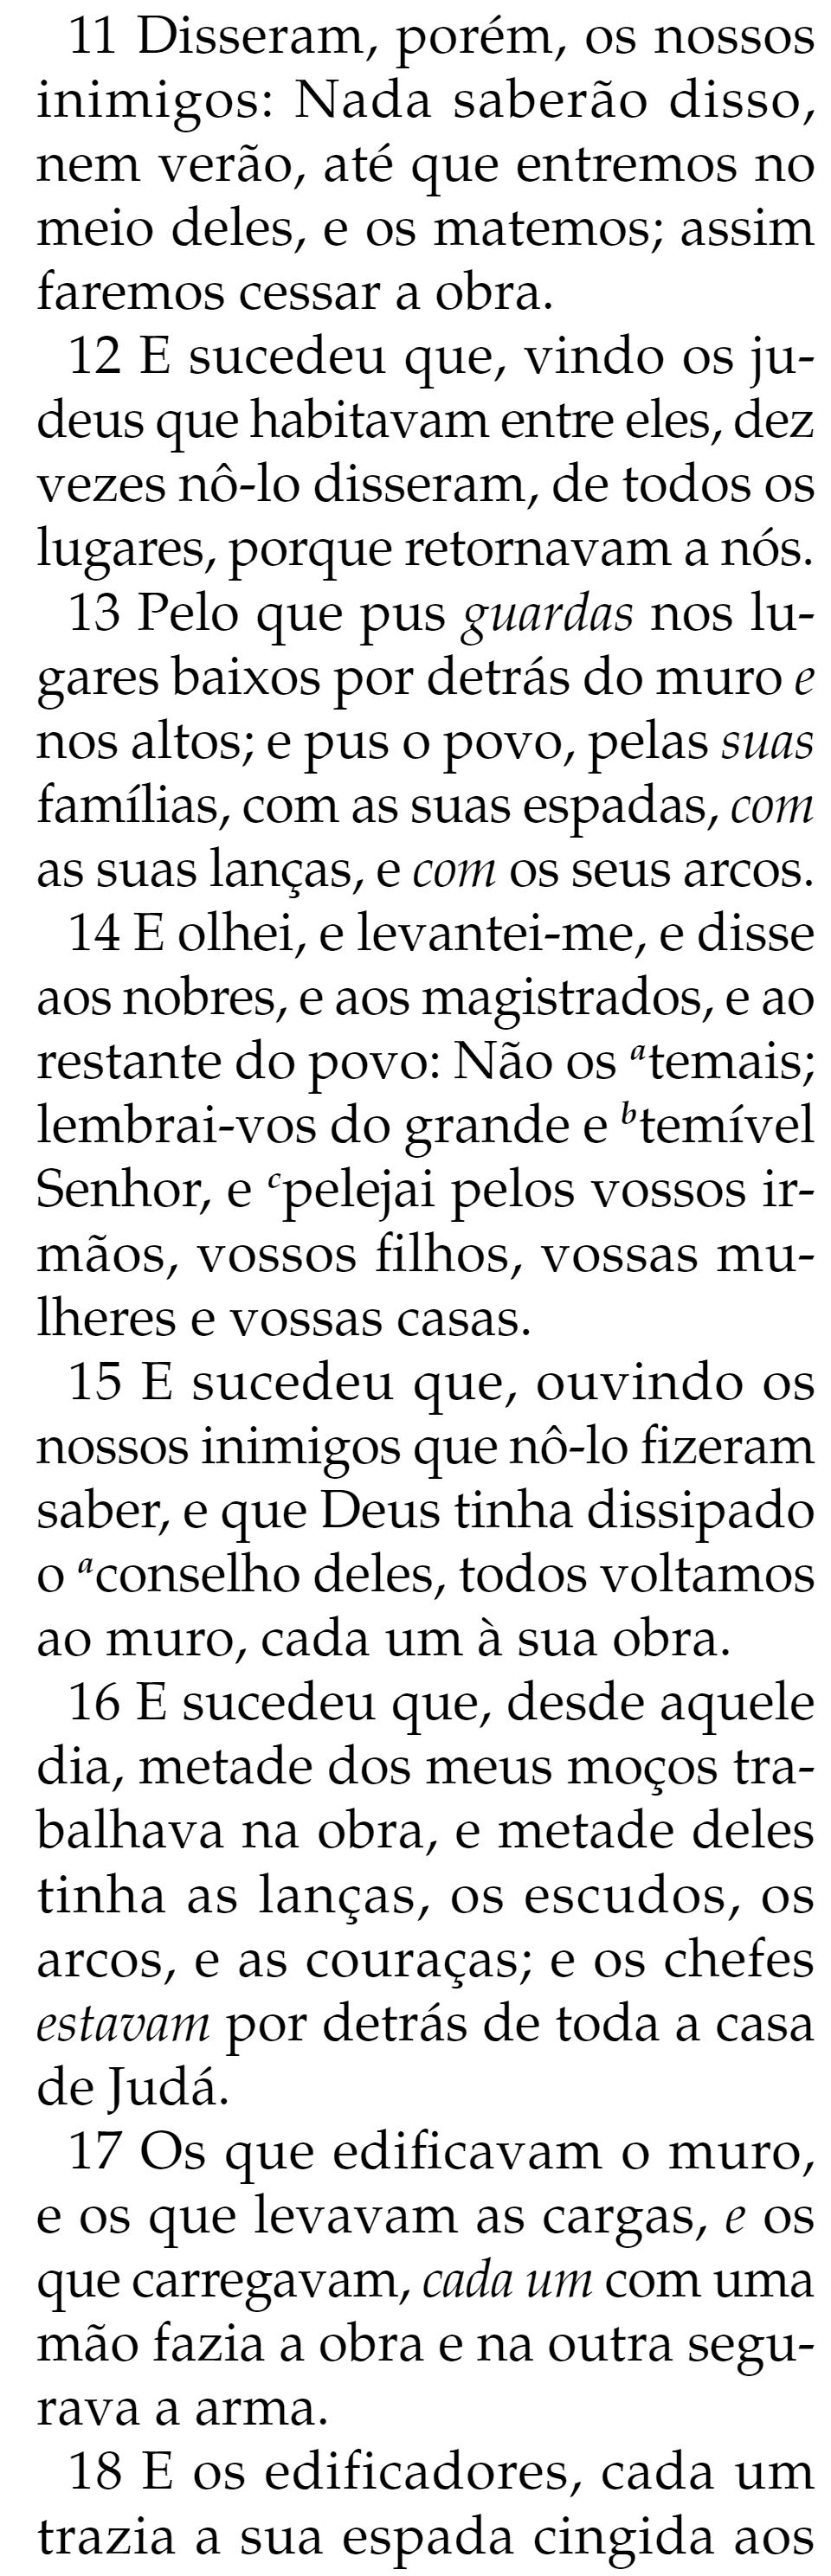 11 Disseram, porém, os nossos
inimigos: Nada saberão disso,
nem verão, até que entremos no
meio deles, e os matemos; assim
faremos cessar a obra.
12 E sucedeu que, vindo os ju-
deus que habitavam entre eles, dez
vezes nô-lo disseram, de todos os
lugares, porque retornavam a nós.
13 Pelo que pus guardas nos lu-
gares baixos por detrás do muro e
nos altos; e pus o povo, pelas suas
famílias, com as suas espadas, com
as suas lanças, e com os seus arcos.
14 E olhei, e levantei-me, e disse
aos nobres, e aos magistrados, e ao
restante do povo: Não os atemais;
lembrai-vos do grande e btemível
Senhor, e cpelejai pelos vossos ir-
mãos, vossos filhos, vossas mu-
lheres e vossas casas.
15 E sucedeu que, ouvindo os
nossos inimigos que nô-lo fizeram
saber, e que Deus tinha dissipado
o aconselho deles, todos voltamos
ao muro, cada um à sua obra.
16 E sucedeu que, desde aquele
dia, metade dos meus moços tra-
balhava na obra, e metade deles
tinha as lanças, os escudos, os
arcos, e as couraças; e os chefes
estavam por detrás de toda a casa
de Judá.
17 Os que edificavam o muro,
e os que levavam as cargas, e os
que carregavam, cada um com uma
mão fazia a obra e na outra segu-
rava a arma.
18 E os edificadores, cada um
trazia a sua espada cingida aos